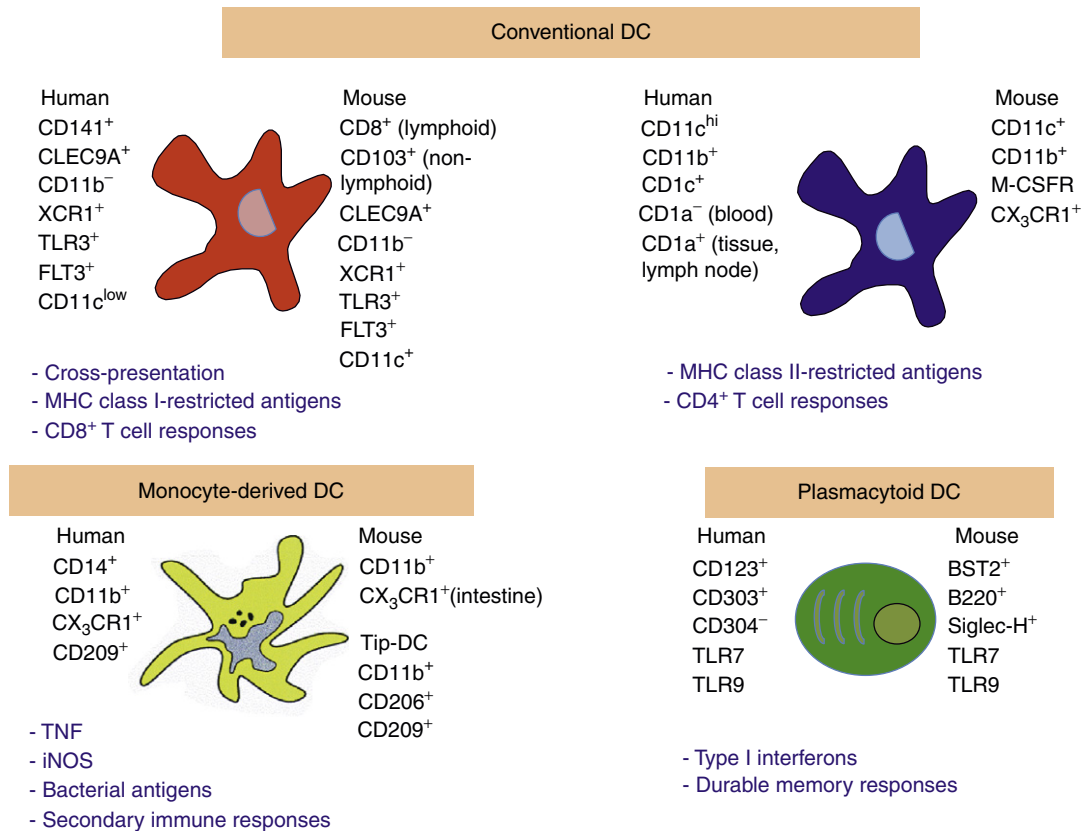 Conventional DC
Human
CD141⁺
CLEC9A⁺
CD11b⁻
XCR1⁺
TLR3⁺
FLT3⁺
CD11cˡᵒʷ
Mouse
CD8⁺ (lymphoid)
CD103⁺ (non-
lymphoid)
CLEC9A⁺
CD11b⁻
XCR1⁺
TLR3⁺
FLT3⁺
CD11c⁺
- Cross-presentation
- MHC class I-restricted antigens
- CD8⁺ T cell responses
Human
CD11cʰⁱ
CD11b⁺
CD1c⁺
CD1a⁻ (blood)
CD1a⁺ (tissue,
lymph node)
Mouse
CD11c⁺
CD11b⁺
M-CSFR
CX₃CR1⁺
- MHC class II-restricted antigens
- CD4⁺ T cell responses
Monocyte-derived DC
Human
CD14⁺
CD11b⁺
CX₃CR1⁺
CD209⁺
Mouse
CD11b⁺
CX₃CR1⁺(intestine)
Tip-DC
CD11b⁺
CD206⁺
CD209⁺
- TNF
- iNOS
- Bacterial antigens
- Secondary immune responses
Plasmacytoid DC
Human
CD123⁺
CD303⁺
CD304⁻
TLR7
TLR9
Mouse
BST2⁺
B220⁺
Siglec-H⁺
TLR7
TLR9
- Type I interferons
- Durable memory responses